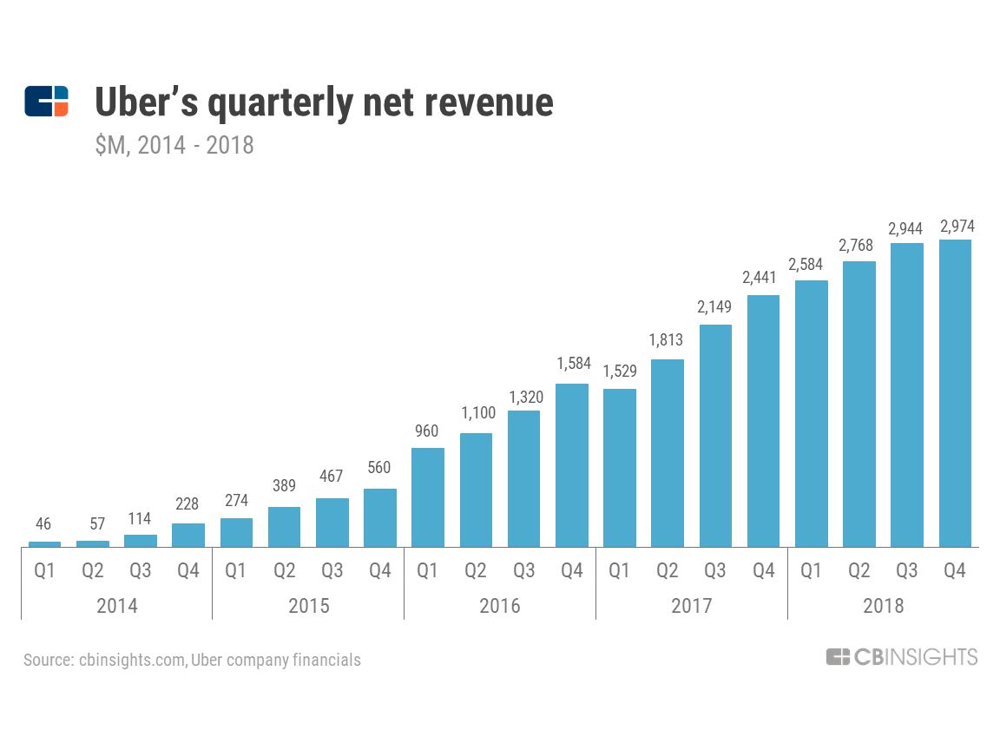 Uber’s quarterly net revenue
$M, 2014 - 2018
46 57 114 228 274 389 467 560 960 1,100 1,320 1,584 1,529 1,813 2,149 2,441 2,584 2,768 2,944 2,974
Q1 Q2 Q3 Q4 Q1 Q2 Q3 Q4 Q1 Q2 Q3 Q4 Q1 Q2 Q3 Q4 Q1 Q2 Q3 Q4
2014 2015 2016 2017 2018
Source: cbinsights.com, Uber company financials
CBINSIGHTS